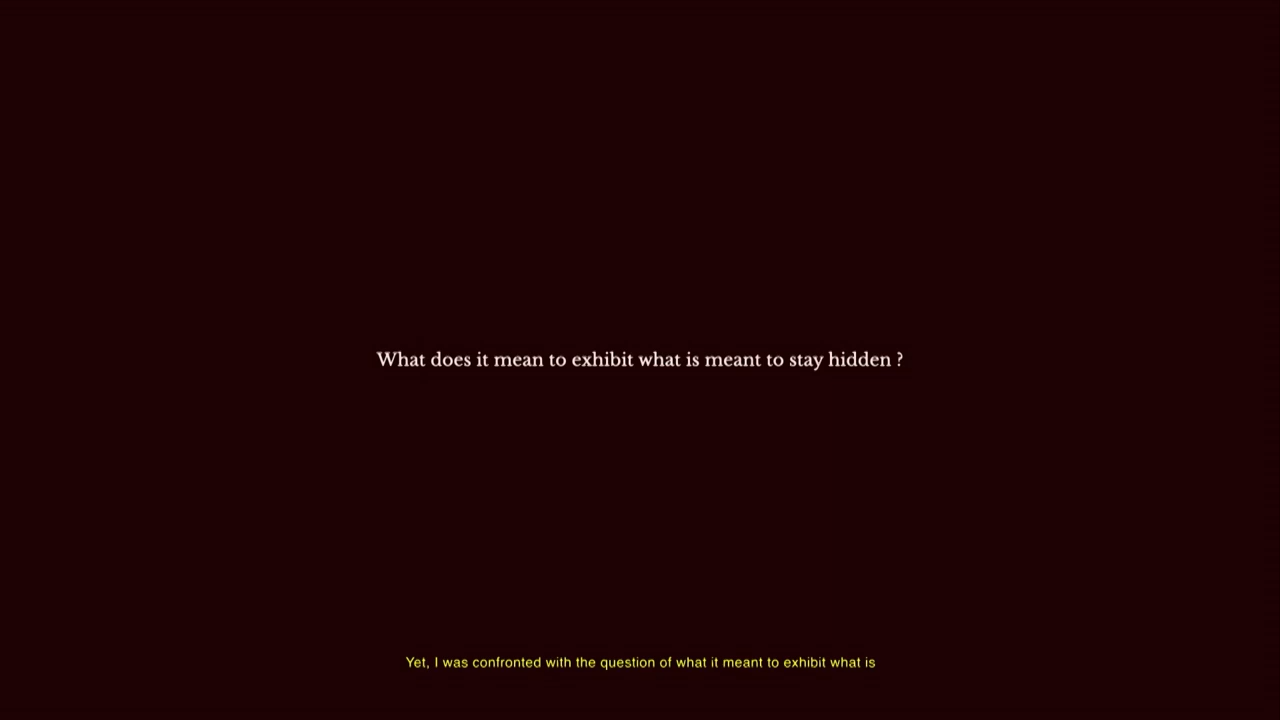 What does it mean to exhibit what is meant to stay hidden ?
Yet, I was confronted with the question of what it meant to exhibit what is